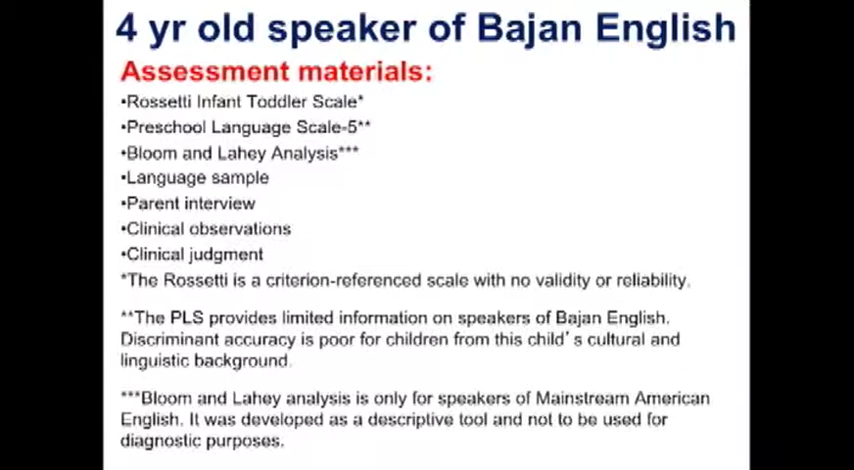 4 yr old speaker of Bajan English
Assessment materials:
•Rossetti Infant Toddler Scale*
•Preschool Language Scale-5**
•Bloom and Lahey Analysis***
•Language sample
•Parent interview
•Clinical observations
•Clinical judgment
*The Rossetti is a criterion-referenced scale with no validity or reliability.
**The PLS provides limited information on speakers of Bajan English.
Discriminant accuracy is poor for children from this child's cultural and
linguistic background.
***Bloom and Lahey analysis is only for speakers of Mainstream American
English. It was developed as a descriptive tool and not to be used for
diagnostic purposes.